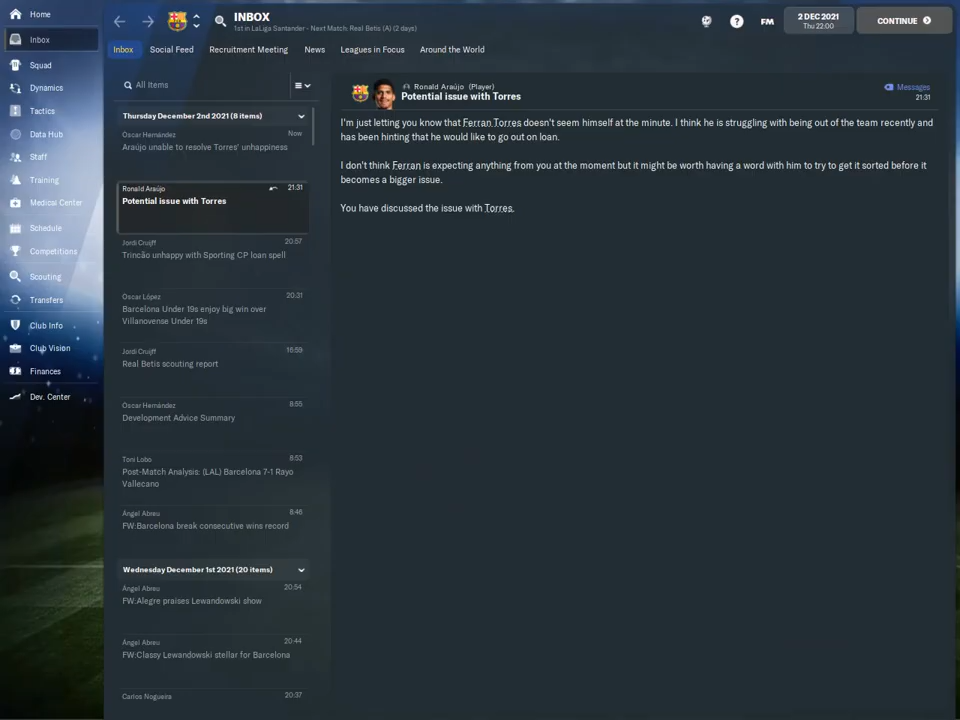 Home
INBOX
1st in LaLiga Santander - Next Match: Real Betis (A) (2 days)
?
FM
2 DEC 2021
Thu 22:00
CONTINUE
Inbox
Inbox
Social Feed
Recruitment Meeting
News
Leagues in Focus
Around the World
Squad
Dynamics
Tactics
Data Hub
Staff
Training
Medical Center
Schedule
Competitions
Scouting
Transfers
Club Info
Club Vision
Finances
Dev. Center
All Items
Thursday December 2nd 2021 (8 items)
Óscar Hernández
Now
Araújo unable to resolve Torres' unhappiness
Ronald Araújo
21:31
Potential issue with Torres
Jordi Cruijff
20:57
Trincão unhappy with Sporting CP loan spell
Óscar López
20:31
Barcelona Under 19s enjoy big win over
Villanovense Under 19s
Jordi Cruijff
16:59
Real Betis scouting report
Óscar Hernández
8:55
Development Advice Summary
Toni Lobo
8:53
Post-Match Analysis: (LAL) Barcelona 7-1 Rayo
Vallecano
Ángel Abreu
8:46
FW:Barcelona break consecutive wins record
Wednesday December 1st 2021 (20 items)
Ángel Abreu
20:54
FW:Alegre praises Lewandowski show
Ángel Abreu
20:44
FW:Classy Lewandowski stellar for Barcelona
Carlos Nogueira
20:37
Ronald Araújo (Player)
Potential issue with Torres
Messages
21:31
I'm just letting you know that Ferran Torres doesn't seem himself at the minute. I think he is struggling with being out of the team recently and
has been hinting that he would like to go out on loan.
I don't think Ferran is expecting anything from you at the moment but it might be worth having a word with him to try to get it sorted before it
becomes a bigger issue.
You have discussed the issue with Torres.